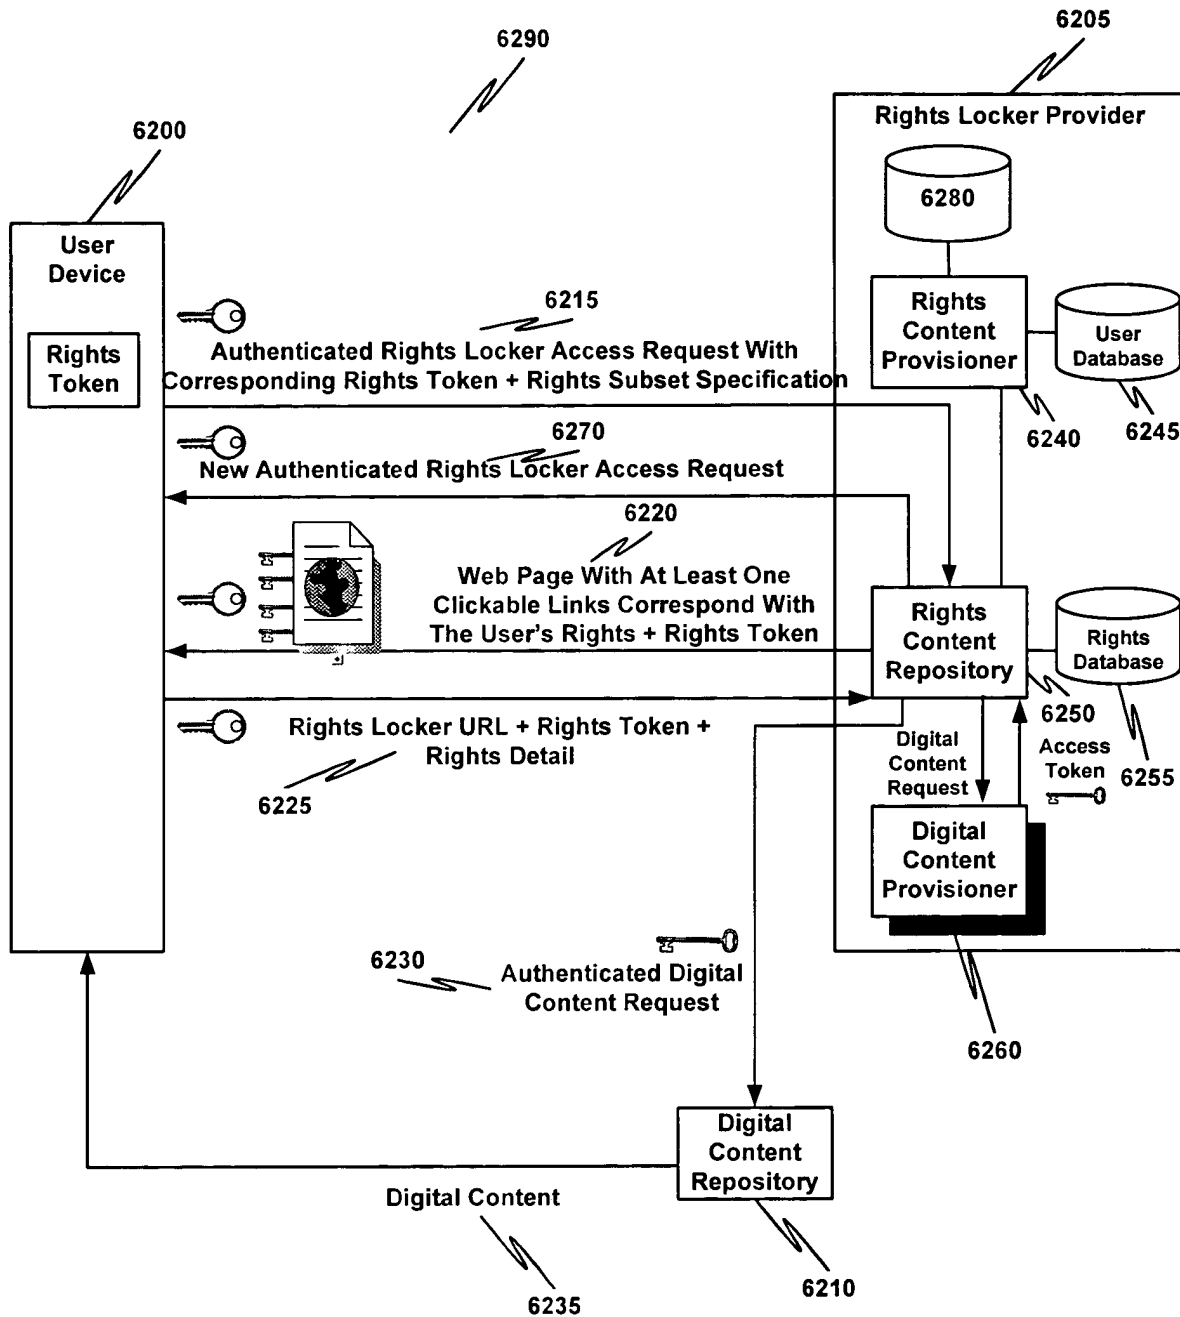 6205
6290
Rights Locker Provider
6200
6280
User
Device
6215
Rights
Content
Provisioner
User
Database
Rights
Token
Authenticated Rights Locker Access Request With
Corresponding Rights Token + Rights Subset Specification
6240
6245
6270
New Authenticated Rights Locker Access Request
6220
Web Page With At Least One
Clickable Links Correspond With
The User's Rights + Rights Token
Rights
Content
Repository
Rights
Database
6250
6255
Rights Locker URL + Rights Token +
Rights Detail
6225
Digital
Content
Request
Access
Token
Digital
Content
Provisioner
6230
Authenticated Digital
Content Request
6260
Digital
Content
Repository
Digital Content
6210
6235